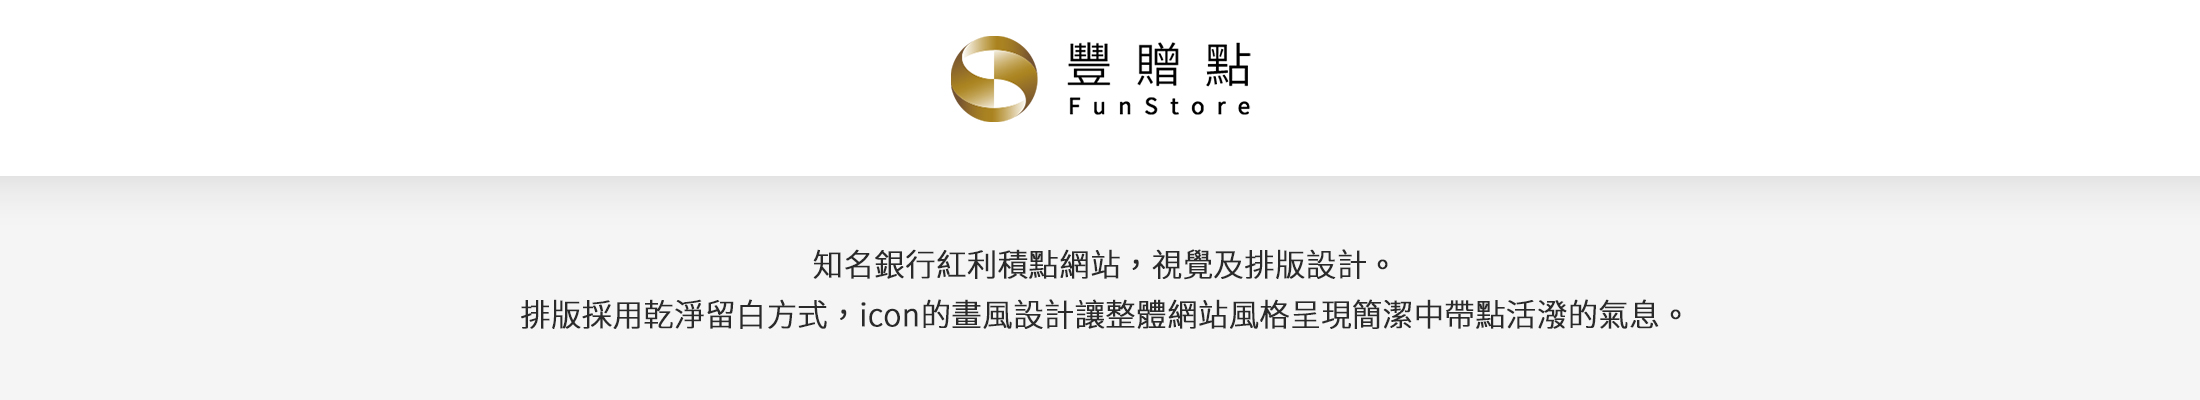 豐贈點
FunStore
知名銀行紅利積點網站，視覺及排版設計。
排版採用乾淨留白方式，icon的畫風設計讓整體網站風格呈現簡潔中帶點活潑的氣息。